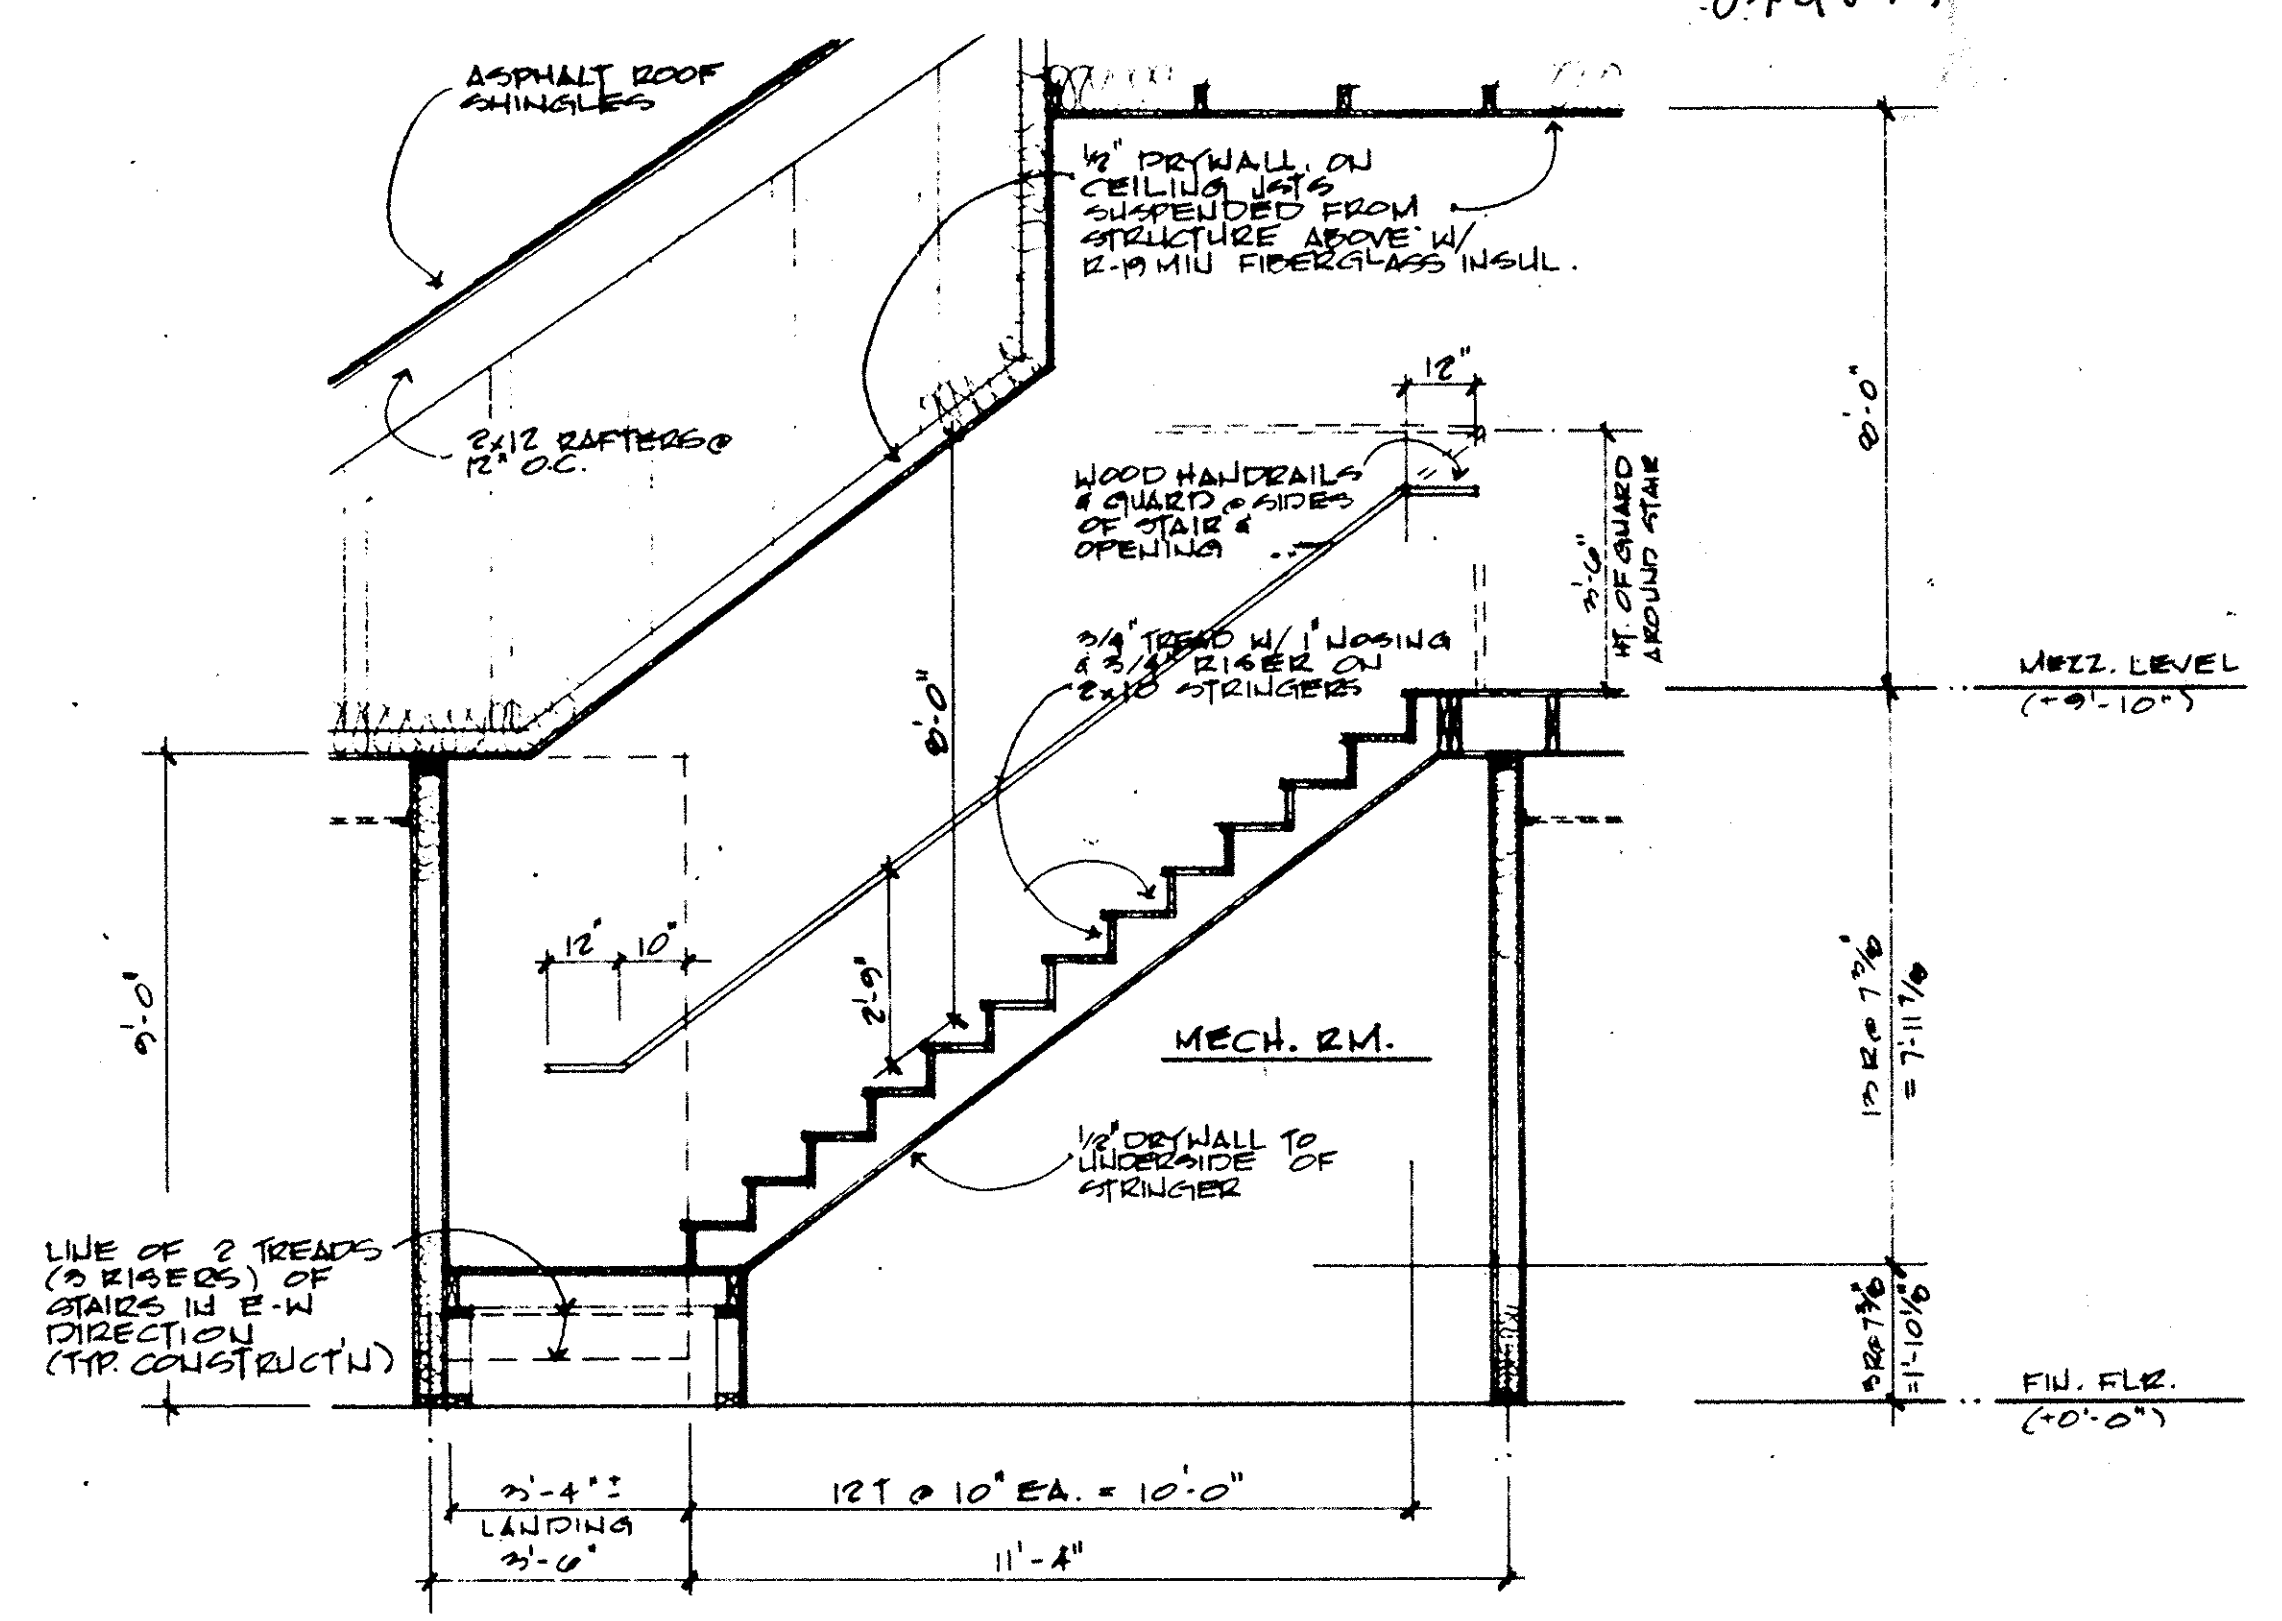 ASPHALT ROOF
SHINGLES
1/2" DRYWALL ON
CEILING JSTS
SUSPENDED FROM
STRUCTURE ABOVE W/
R-19 MIN FIBERGLASS INSUL.
2x12 RAFTERS @
12" O.C.
12"
8'-0"
WOOD HANDRAILS
& GUARD @ SIDES
OF STAIR &
OPENING
3'-6"
HT. OF GUARD
AROUND STAIR
3/4" TREAD W/ 1" NOSING
& 3/4" RISER ON
2x10 STRINGERS
MEZZ. LEVEL
(+9'-10")
8'-0"
12"
10"
2'-9"
9'-0"
MECH. RM.
13 R @ 7 3/8"
= 7'-11 7/8
1/2" DRYWALL TO
UNDERSIDE OF
STRINGER
LINE OF 2 TREADS
(3 RISERS) OF
STAIRS IN E-W
DIRECTION
(TYP. CONSTRUCT'N)
3 R @ 7 3/8"
=1'-10 1/8"
FIN. FLR.
(+0'-0")
3'-4" ±
LANDING
12T @ 10" EA. = 10'-0"
3'-6"
11'-4"